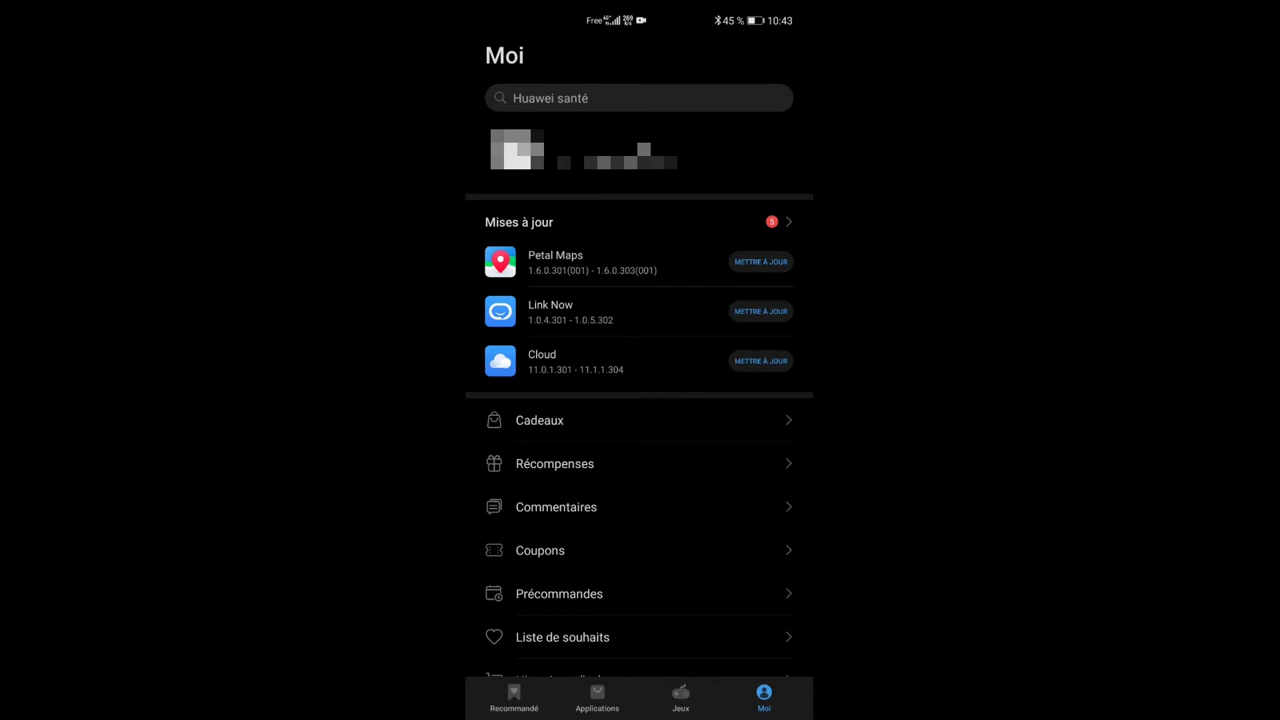 Free 4G+ 269 B/s 45 % 10:43
Moi
Huawei santé
Mises à jour 5
Petal Maps
1.6.0.301(001) - 1.6.0.303(001)
METTRE À JOUR
Link Now
1.0.4.301 - 1.0.5.302
METTRE À JOUR
Cloud
11.0.1.301 - 11.1.1.304
METTRE À JOUR
Cadeaux
Récompenses
Commentaires
Coupons
Précommandes
Liste de souhaits
Recommandé Applications Jeux Moi